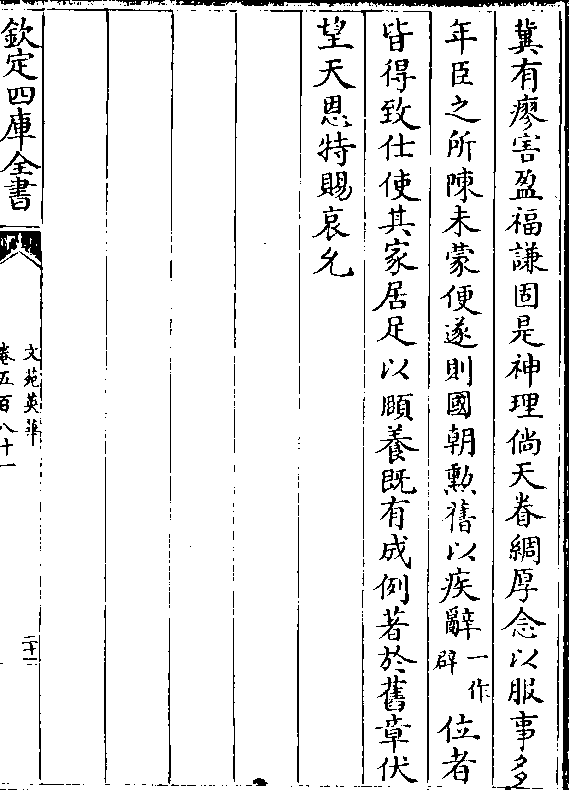 冀有瘳害盈福謙固是神理倘天眷綢厚念以服事多
年臣之所陳未蒙便遂則國朝勲舊以疾辭一作辟位者
皆得致仕使其家居足以頤養既有成例著於舊章伏
望天恩特賜哀允
欽定四庫全書
文苑英華
卷五百八十一
二十一